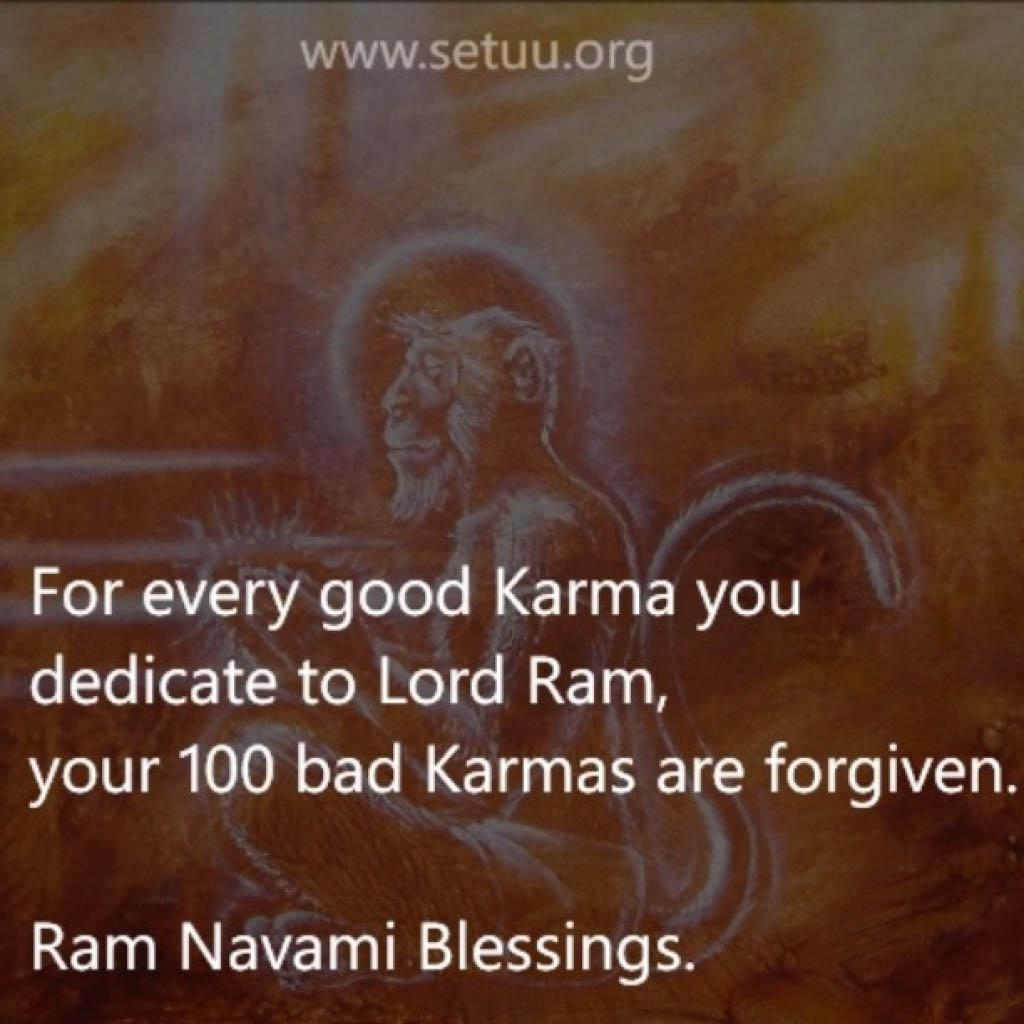 www.setuu.org
For every good Karma you
dedicate to Lord Ram,
your 100 bad Karmas are forgiven.
Ram Navami Blessings.